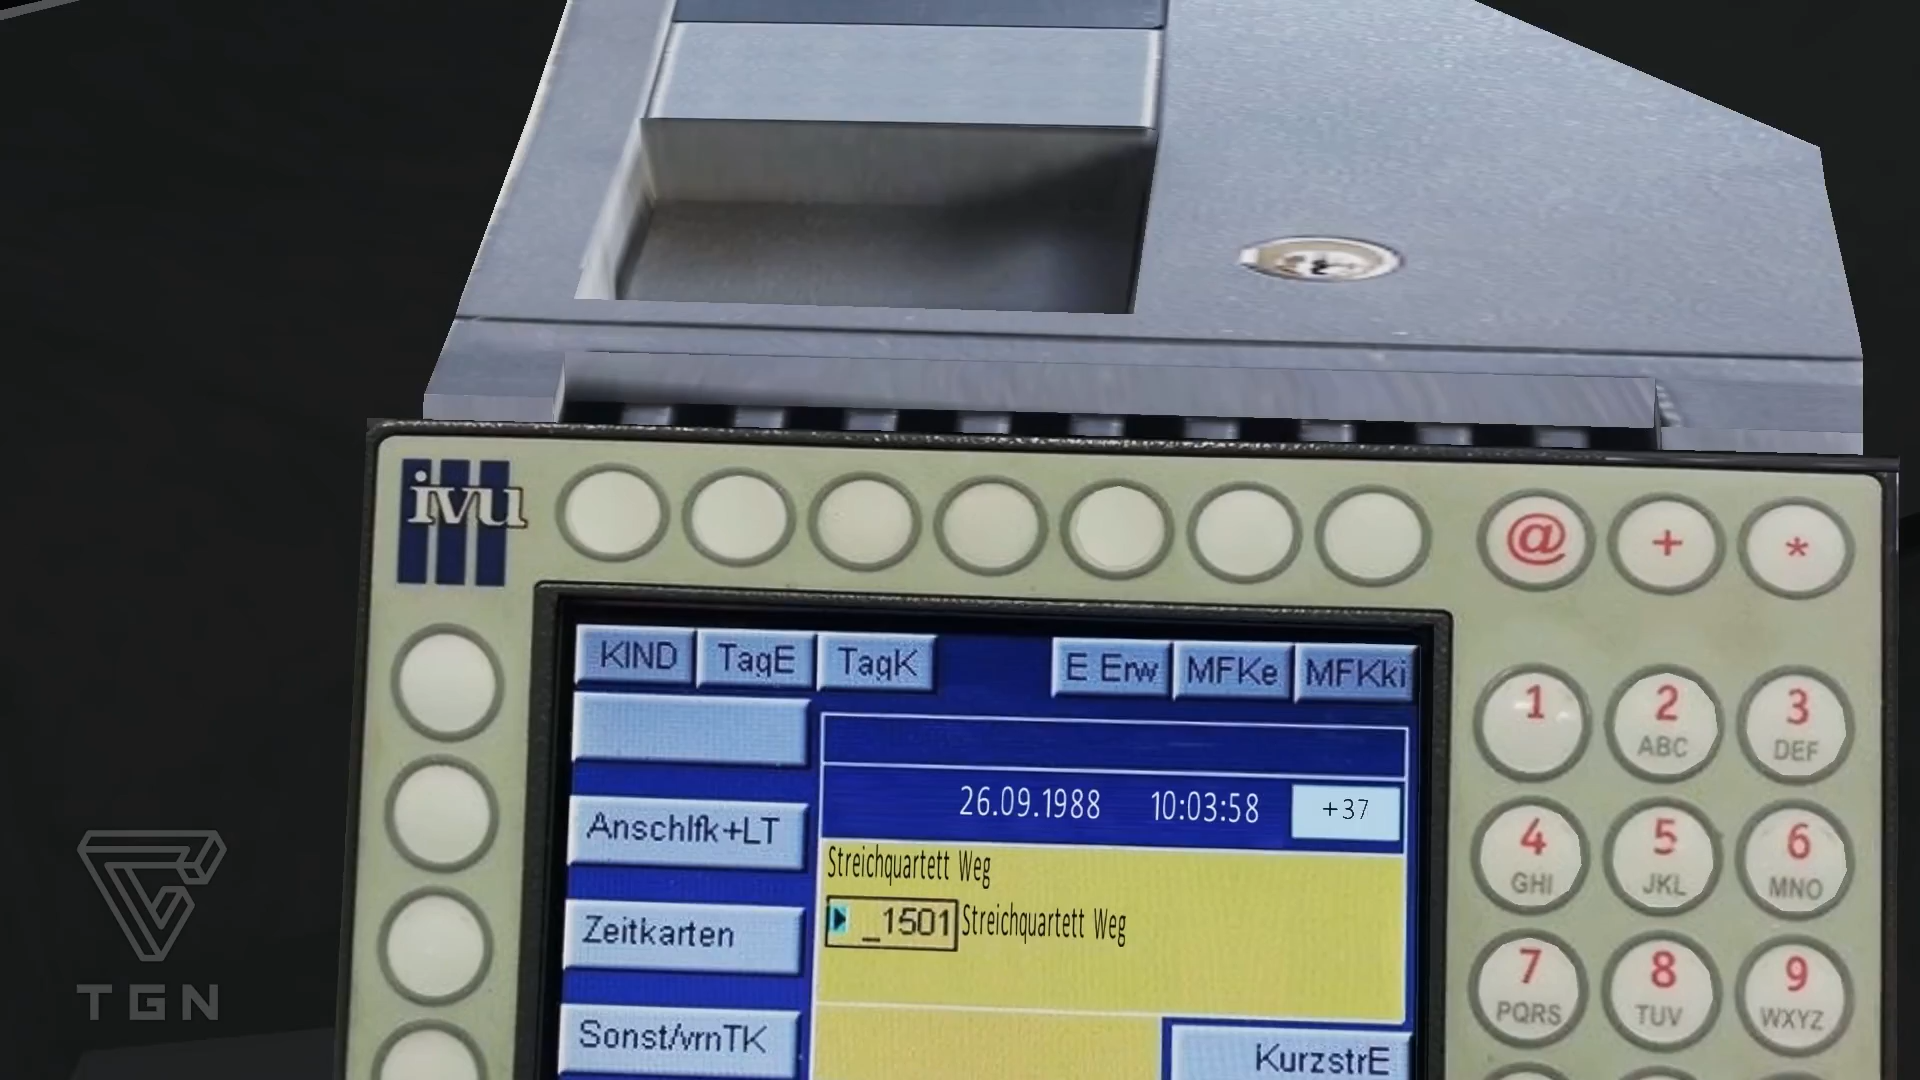 ivu
@ + *
KIND TagE TagK E Erw MFKe MFKki
1 2 ABC 3 DEF
26.09.1988 10:03:58 +37
Anschlfk+LT
4 GHI 5 JKL 6 MNO
Streichquartett Weg
_1501 Streichquartett Weg
Zeitkarten
7 PQRS 8 TUV 9 WXYZ
Sonst/vrnTK
KurzstrE
TGN